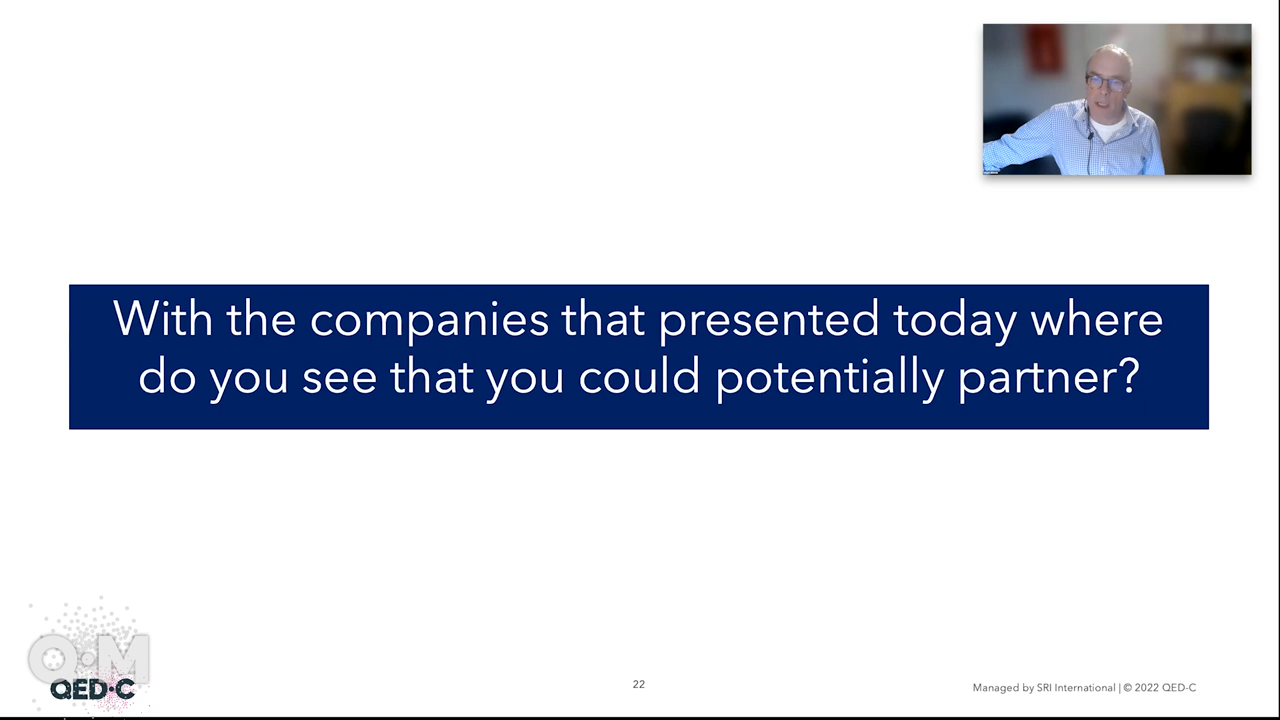 With the companies that presented today where
do you see that you could potentially partner?
Q•M
QED•C
22
Managed by SRI International | © 2022 QED-C